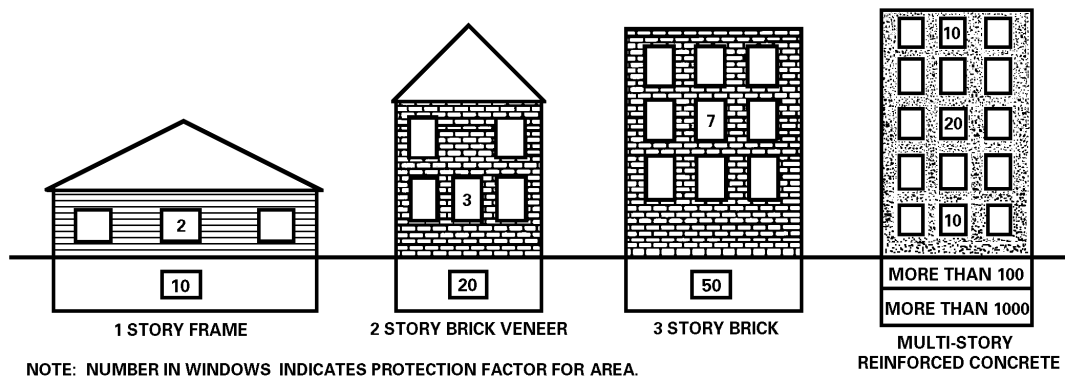 10
20
10
7
3
2
10
20
50
MORE THAN 100
MORE THAN 1000
1 STORY FRAME
2 STORY BRICK VENEER
3 STORY BRICK
MULTI-STORY
REINFORCED CONCRETE
NOTE: NUMBER IN WINDOWS INDICATES PROTECTION FACTOR FOR AREA.